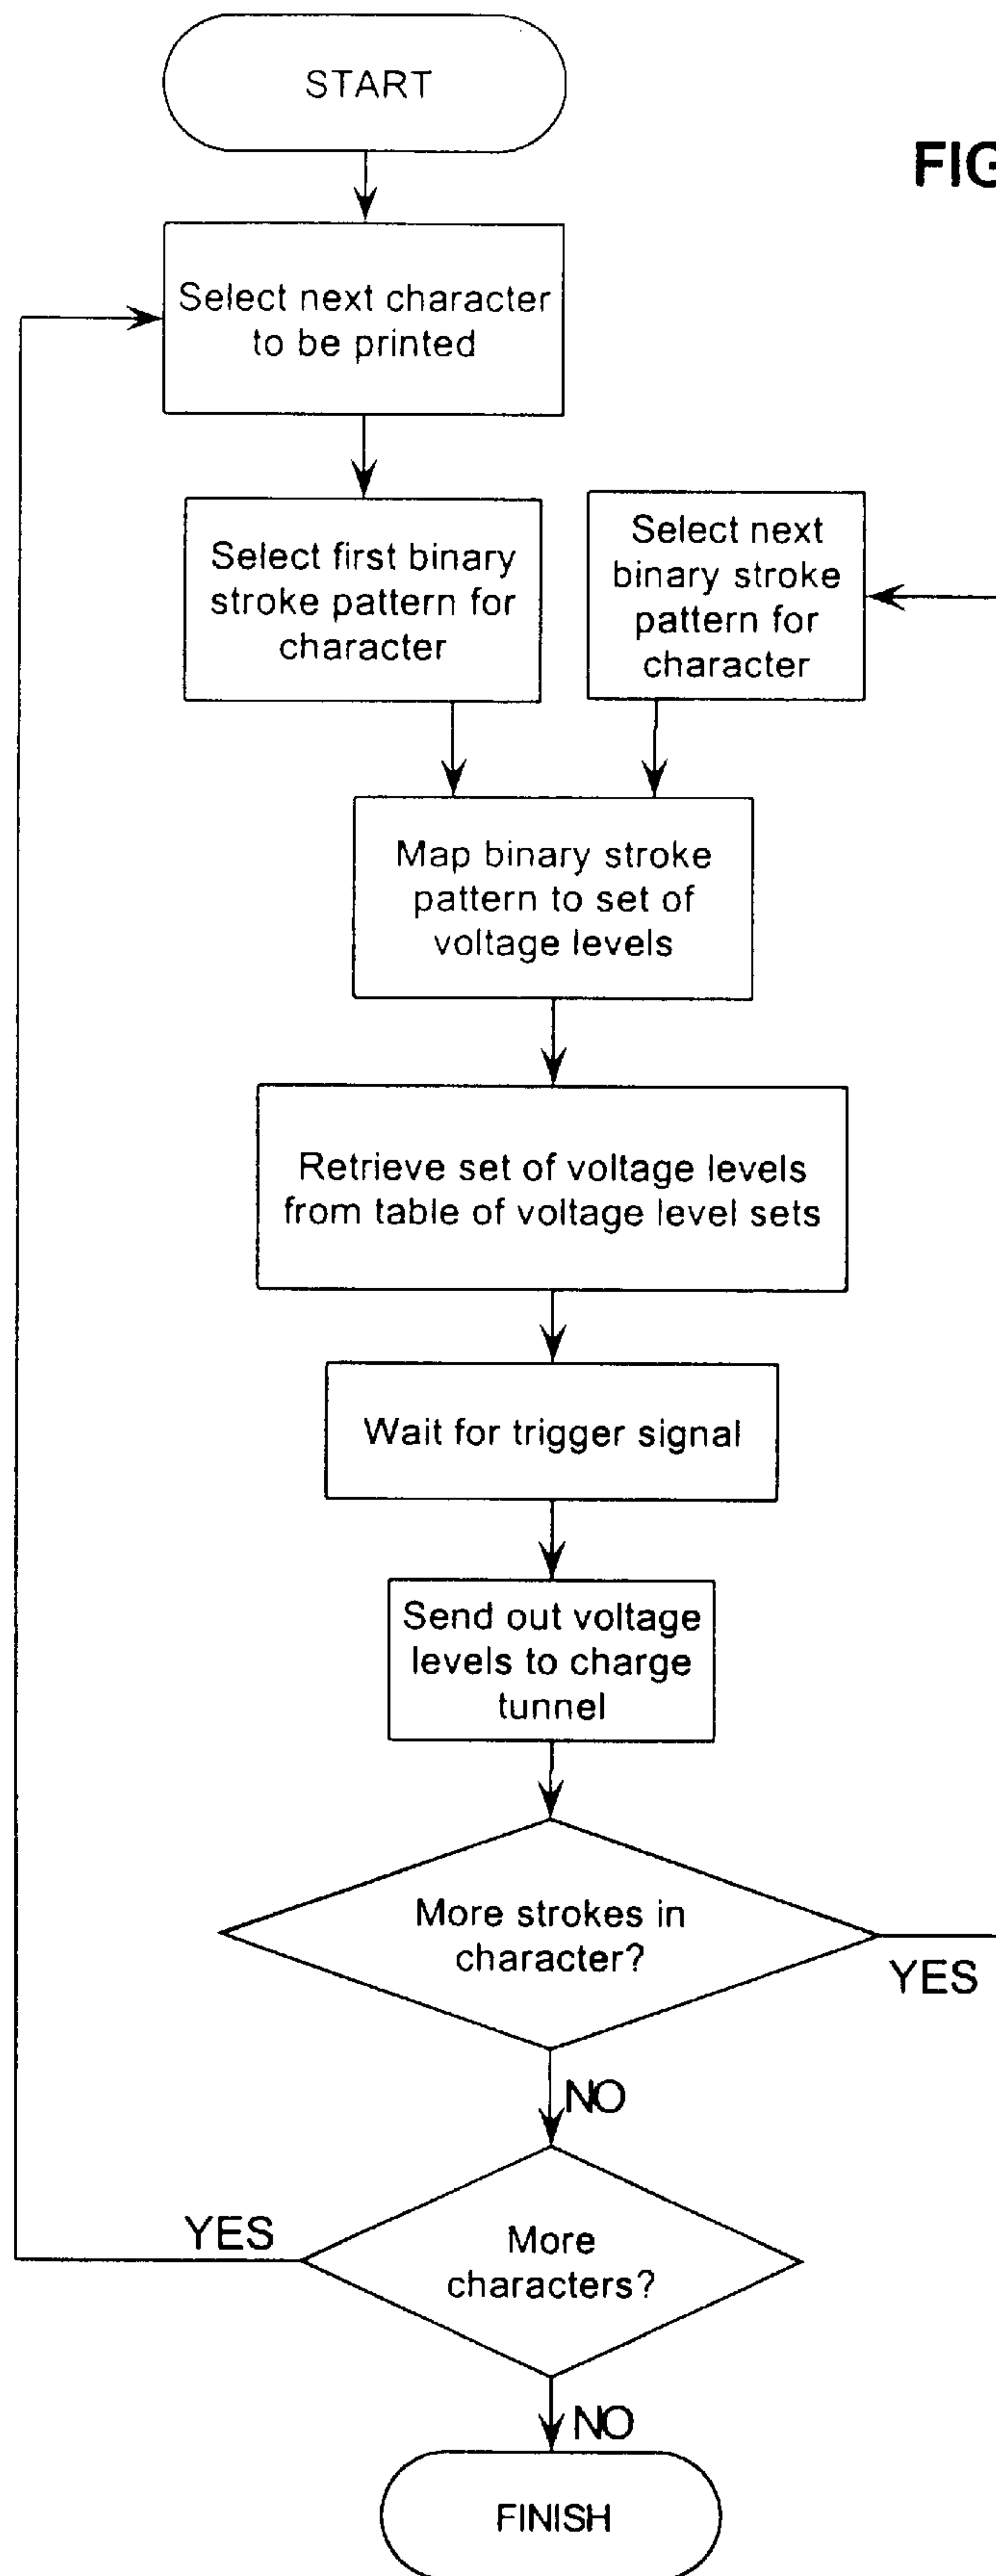 START
FIG
Select next character
to be printed
Select first binary
stroke pattern for
character
Select next
binary stroke
pattern for
character
Map binary stroke
pattern to set of
voltage levels
Retrieve set of voltage levels
from table of voltage level sets
Wait for trigger signal
Send out voltage
levels to charge
tunnel
More strokes in
character?
YES
NO
YES
More
characters?
NO
FINISH